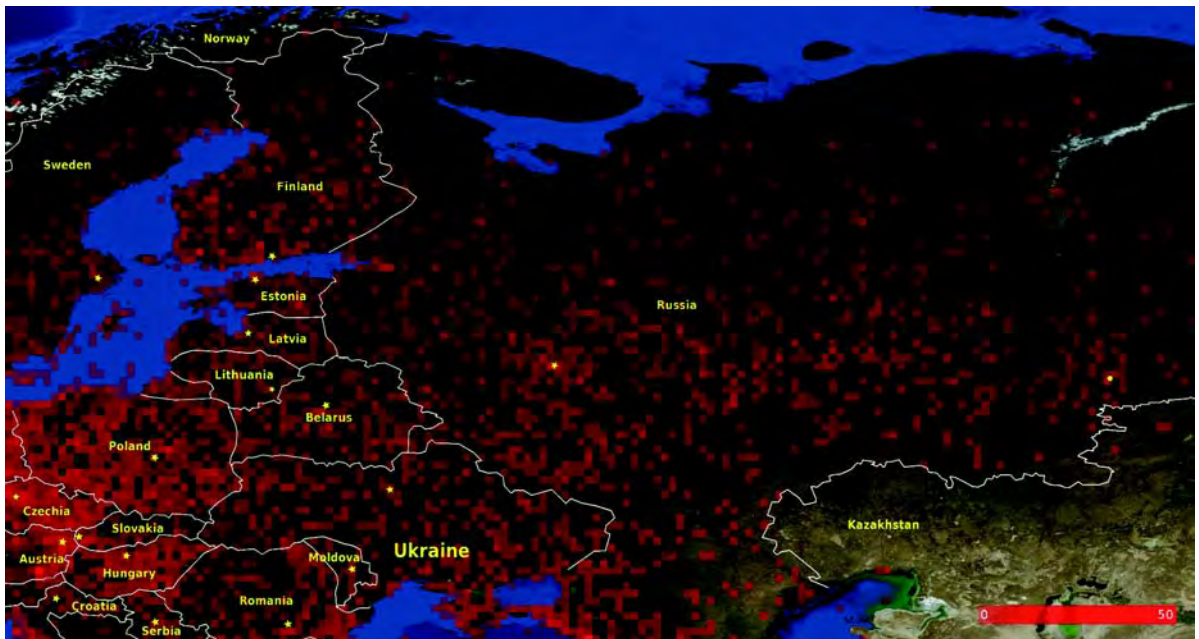 Norway
Sweden
Finland
Estonia
Russia
Latvia
Lithuania
Belarus
Poland
Czechia
Slovakia
Kazakhstan
Austria
Ukraine
Moldova
Hungary
Romania
Croatia
Serbia
0 50